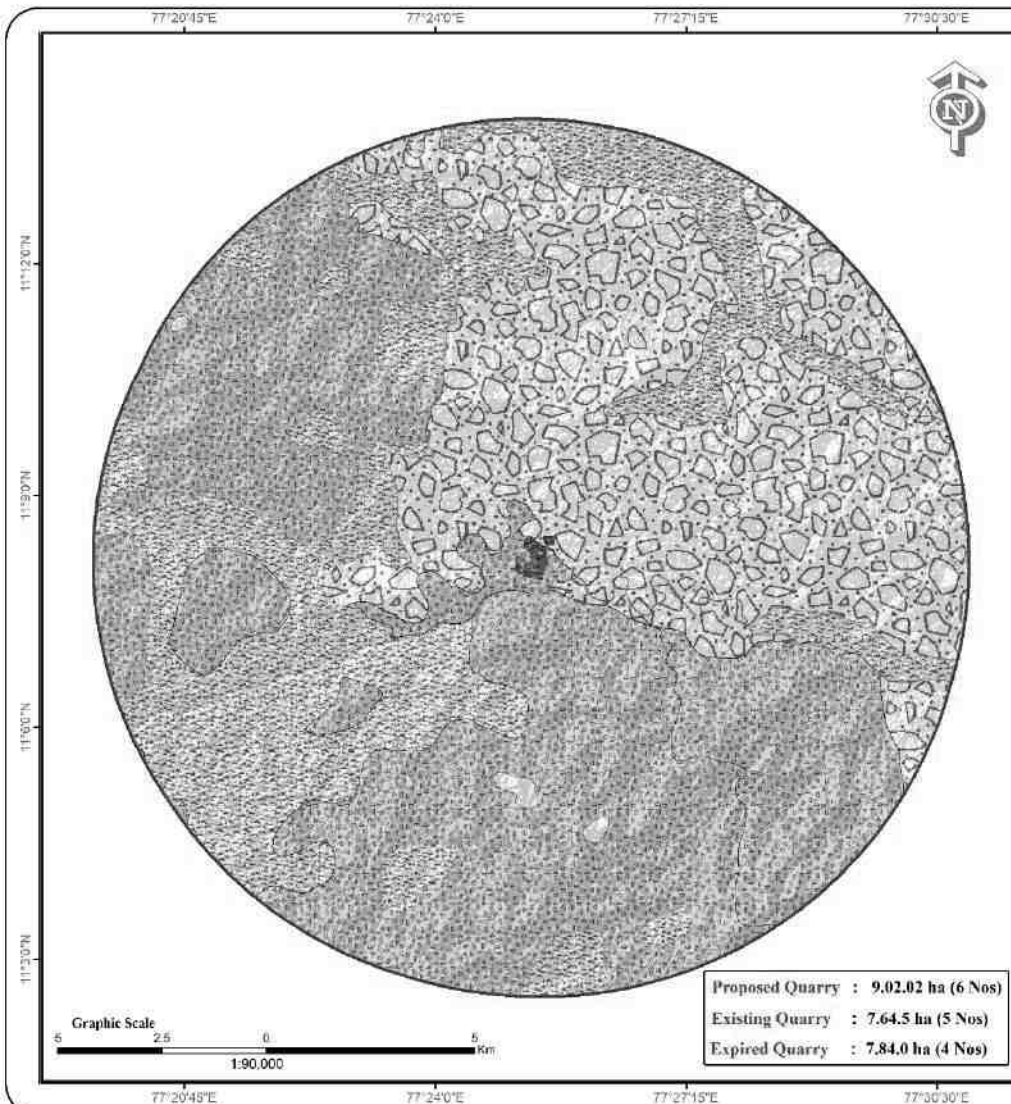 77°20'45"E 77°24'0"E 77°27'15"E 77°30'30"E
N
11°12'0"N
11°9'0"N
11°6'0"N
11°3'0"N
Proposed Quarry : 9.02.02 ha (6 Nos)
Existing Quarry : 7.64.5 ha (5 Nos)
Expired Quarry : 7.84.0 ha (4 Nos)
Graphic Scale
5 2.5 0 5
Km
1:90,000
77°20'45"E 77°24'0"E 77°27'15"E 77°30'30"E